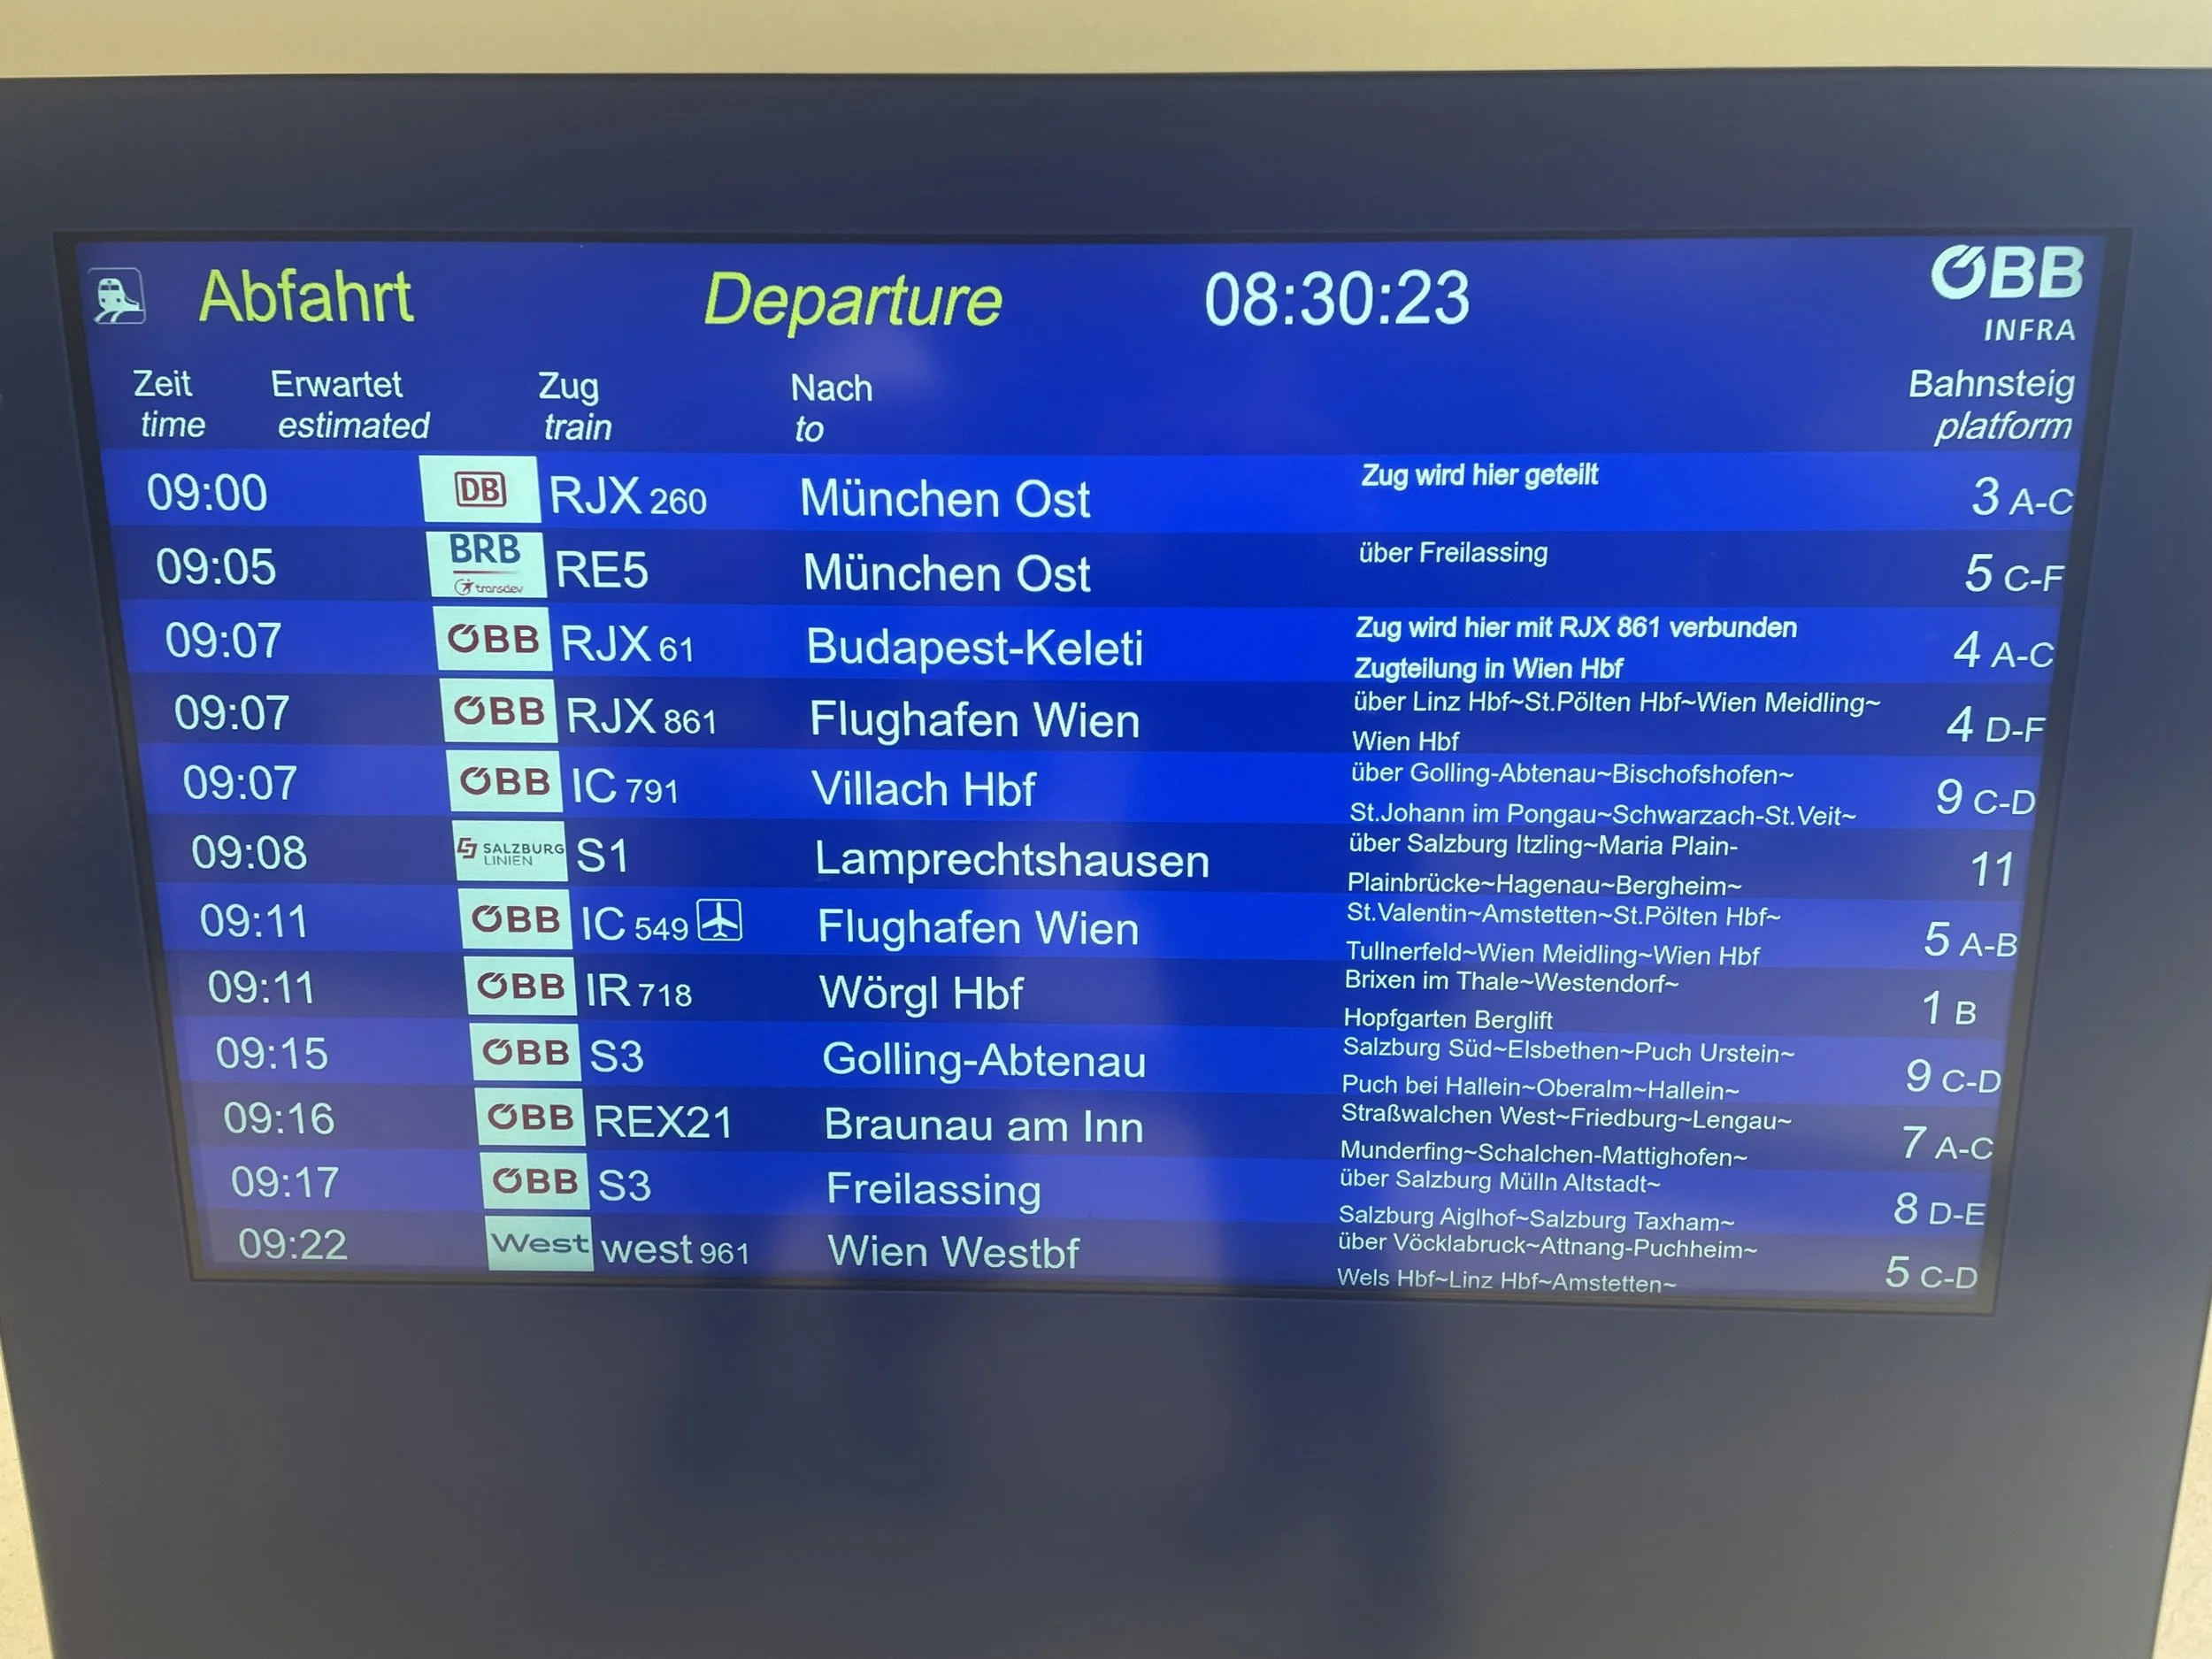 Abfahrt Departure 08:30:23 ÖBB
INFRA
Zeit Erwartet Zug Nach Bahnsteig
time estimated train to platform
09:00 DB RJX 260 München Ost Zug wird hier geteilt 3 A-C
09:05 BRB transdev RE5 München Ost über Freilassing 5 C-F
09:07 ÖBB RJX 61 Budapest-Keleti Zug wird hier mit RJX 861 verbunden 4 A-C
Zugteilung in Wien Hbf
09:07 ÖBB RJX 861 Flughafen Wien über Linz Hbf~St.Pölten Hbf~Wien Meidling~ 4 D-F
Wien Hbf
09:07 ÖBB IC 791 Villach Hbf über Golling-Abtenau~Bischofshofen~ 9 C-D
St.Johann im Pongau~Schwarzach-St.Veit~
09:08 SALZBURG LINIEN S1 Lamprechtshausen über Salzburg Itzling~Maria Plain- 11
Plainbrücke~Hagenau~Bergheim~
09:11 ÖBB IC 549 Flughafen Wien St.Valentin~Amstetten~St.Pölten Hbf~ 5 A-B
Tullnerfeld~Wien Meidling~Wien Hbf
09:11 ÖBB IR 718 Wörgl Hbf Brixen im Thale~Westendorf~ 1 B
Hopfgarten Berglift
09:15 ÖBB S3 Golling-Abtenau Salzburg Süd~Elsbethen~Puch Urstein~ 9 C-D
Puch bei Hallein~Oberalm~Hallein~
09:16 ÖBB REX21 Braunau am Inn Straßwalchen West~Friedburg~Lengau~ 7 A-C
Munderfing~Schalchen-Mattighofen~
09:17 ÖBB S3 Freilassing über Salzburg Mülln Altstadt~ 8 D-E
Salzburg Aiglhof~Salzburg Taxham~
09:22 West west 961 Wien Westbf über Vöcklabruck~Attnang-Puchheim~ 5 C-D
Wels Hbf~Linz Hbf~Amstetten~